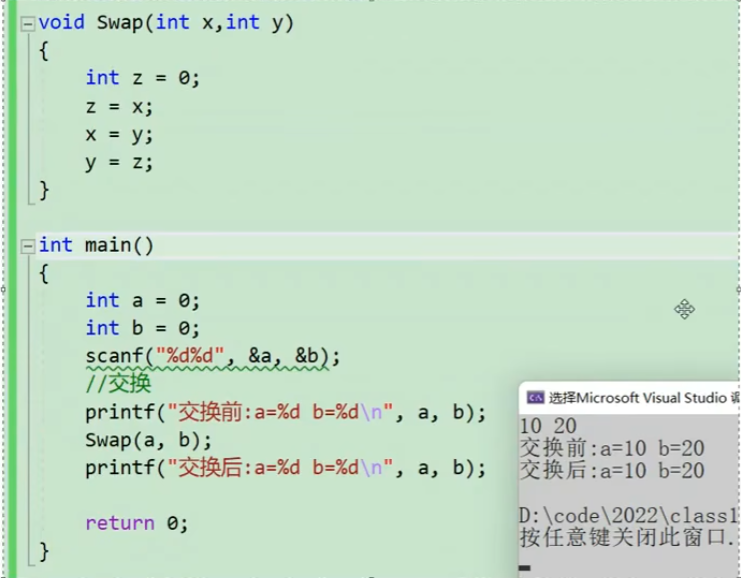 void Swap(int x,int y)
{
int z = 0;
z = x;
x = y;
y = z;
}
int main()
{
int a = 0;
int b = 0;
scanf("%d%d", &a, &b);
//交换
printf("交换前:a=%d b=%d\n", a, b);
Swap(a, b);
printf("交换后:a=%d b=%d\n", a, b);
return 0;
}
选择Microsoft Visual Studio
10 20
交换前:a=10 b=20
交换后:a=10 b=20
D:\code\2022\class1
按任意键关闭此窗口.